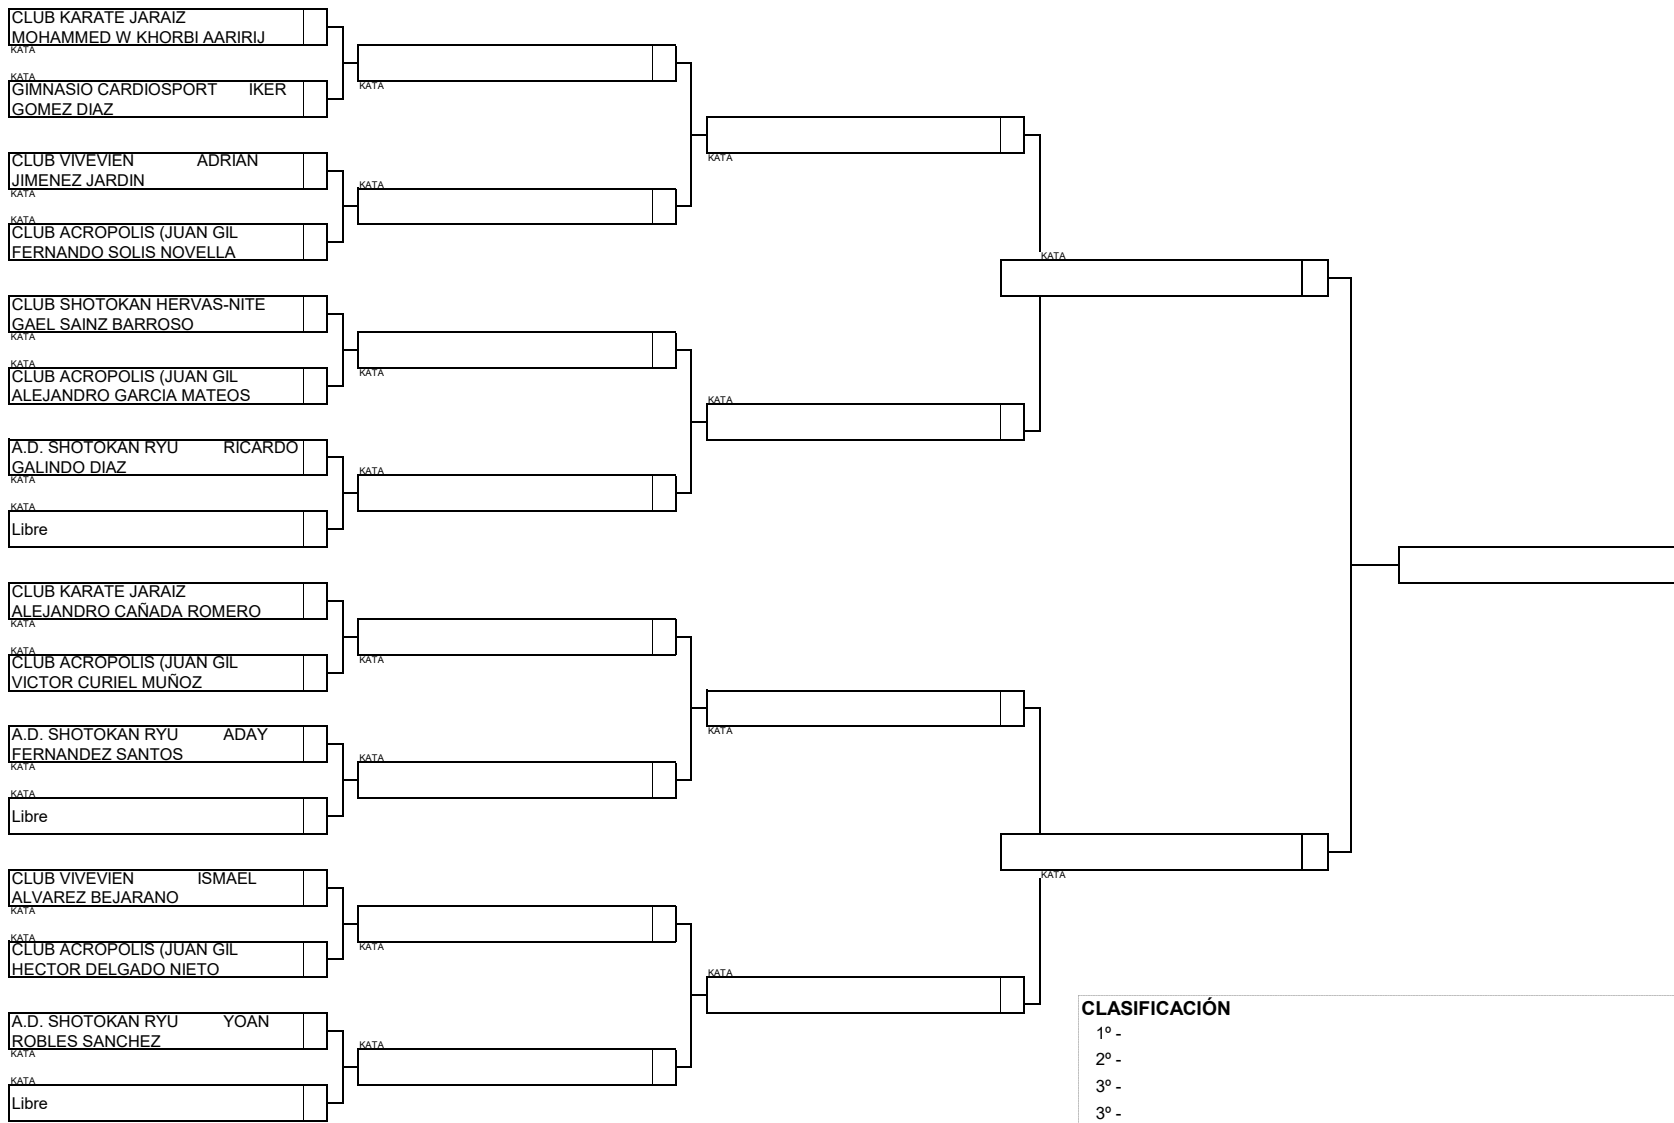 CLUB KARATE JARAIZ
MOHAMMED W KHORBI AARIRIJ
KATA
KATA
GIMNASIO CARDIOSPORT IKER
GOMEZ DIAZ
CLUB VIVEVIEN ADRIAN
JIMENEZ JARDIN
KATA
KATA
CLUB ACROPOLIS (JUAN GIL
FERNANDO SOLIS NOVELLA
CLUB SHOTOKAN HERVAS-NITE
GAEL SAINZ BARROSO
KATA
KATA
CLUB ACROPOLIS (JUAN GIL
ALEJANDRO GARCIA MATEOS
A.D. SHOTOKAN RYU RICARDO
GALINDO DIAZ
KATA
KATA
Libre
CLUB KARATE JARAIZ
ALEJANDRO CAÑADA ROMERO
KATA
KATA
CLUB ACROPOLIS (JUAN GIL
VICTOR CURIEL MUÑOZ
A.D. SHOTOKAN RYU ADAY
FERNANDEZ SANTOS
KATA
KATA
Libre
CLUB VIVEVIEN ISMAEL
ALVAREZ BEJARANO
KATA
KATA
CLUB ACROPOLIS (JUAN GIL
HECTOR DELGADO NIETO
A.D. SHOTOKAN RYU YOAN
ROBLES SANCHEZ
KATA
KATA
Libre
KATA
KATA
KATA
KATA
KATA
KATA
KATA
KATA
KATA
KATA
KATA
KATA
KATA
KATA
CLASIFICACIÓN
1º -
2º -
3º -
3º -